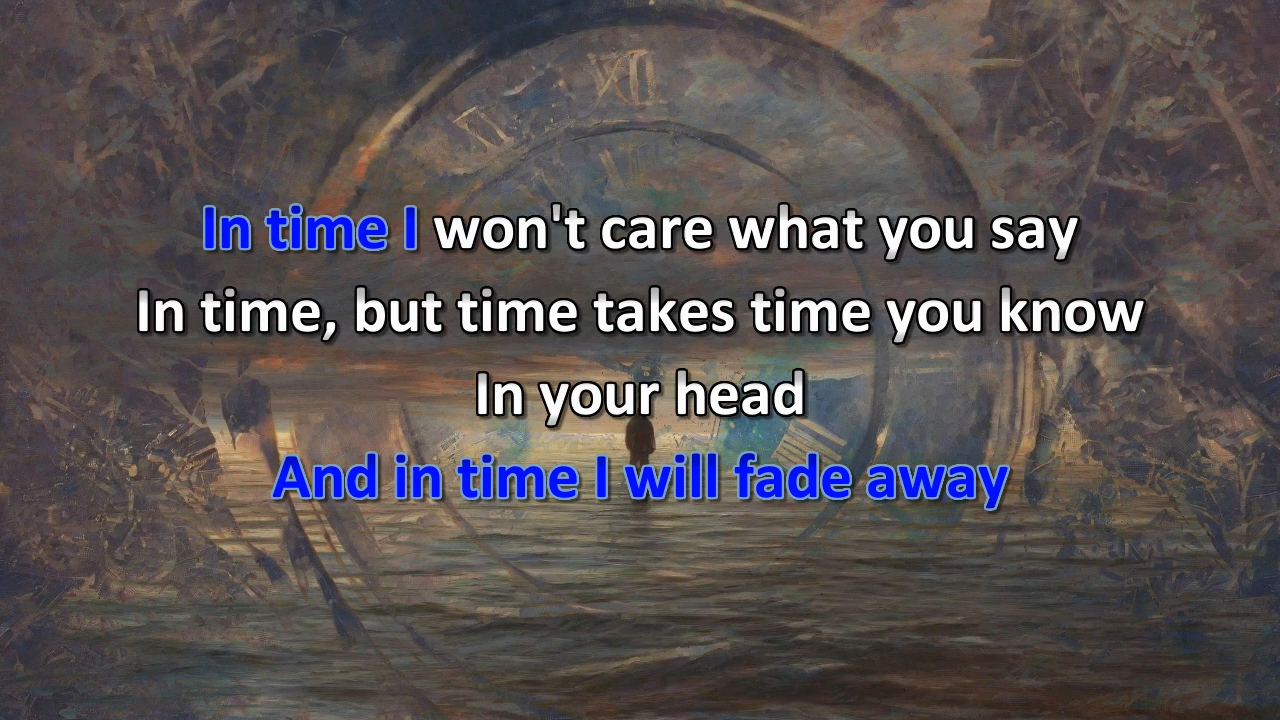 XII
In time I won't care what you say
In time, but time takes time you know
In your head
And in time I will fade away